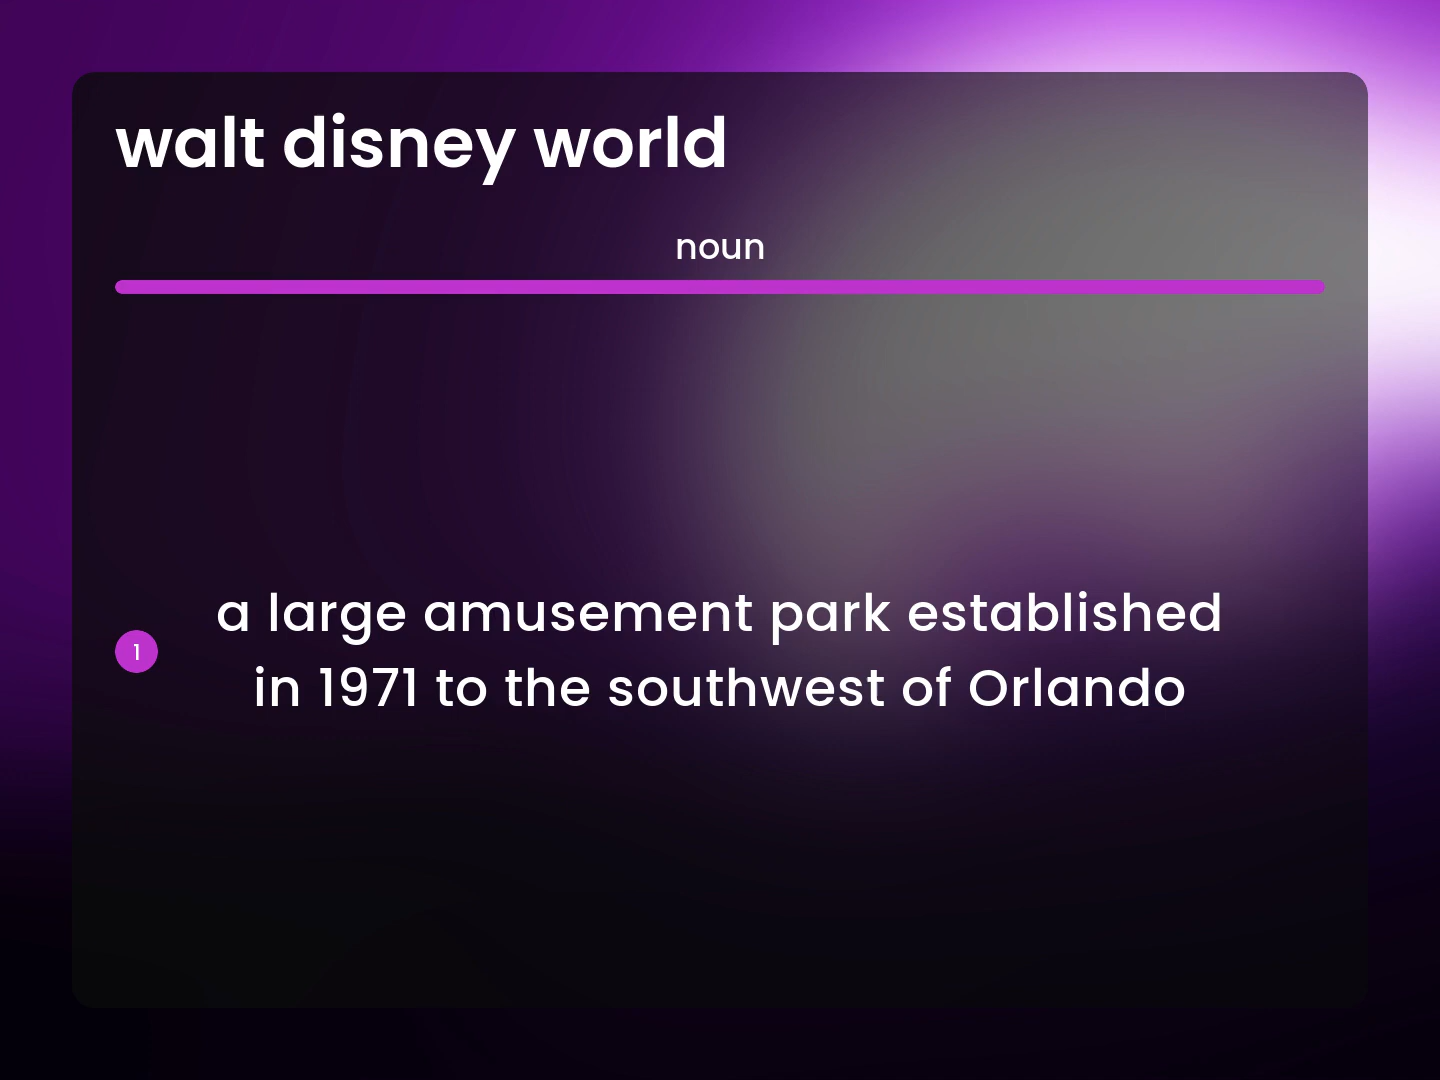 walt disney world
noun
1
a large amusement park established
in 1971 to the southwest of Orlando